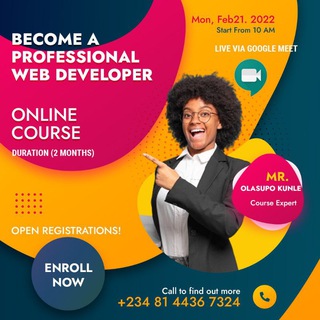 BECOME A
PROFESSIONAL
WEB DEVELOPER
Mon, Feb21. 2022
Start From 10 AM
LIVE VIA GOOGLE MEET
ONLINE
COURSE
DURATION (2 MONTHS)
MR.
OLASUPO KUNLE
Course Expert
OPEN REGISTRATIONS!
ENROLL
NOW
Call to find out more
+234 81 4436 7324